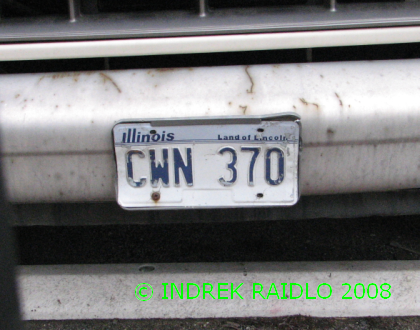 Illinois Land of Lincoln
CWN 370
© INDREK RAIDLO 2008